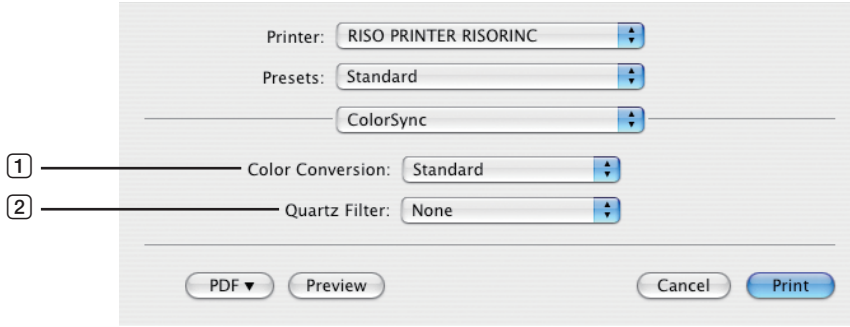 Printer: RISO PRINTER RISORINC
Presets: Standard
ColorSync
1 Color Conversion: Standard
2 Quartz Filter: None
PDF ▼ Preview Cancel Print